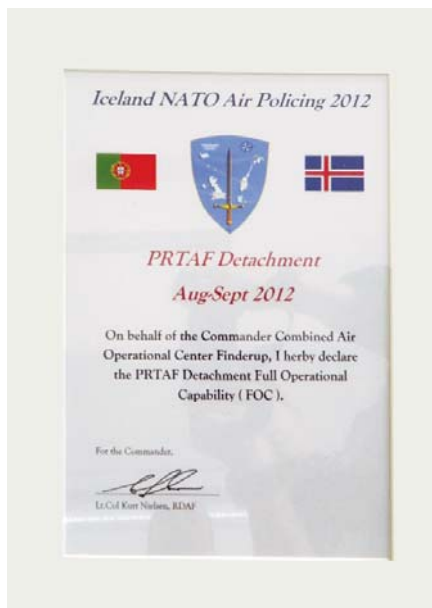 Iceland NATO Air Policing 2012
PRTAF Detachment
Aug-Sept 2012
On behalf of the Commander Combined Air
Operational Center Finderup, I herby declare
the PRTAF Detachment Full Operational
Capability ( FOC ).
For the Commander,
Lt.Col Kurt Nielsen, RDAF